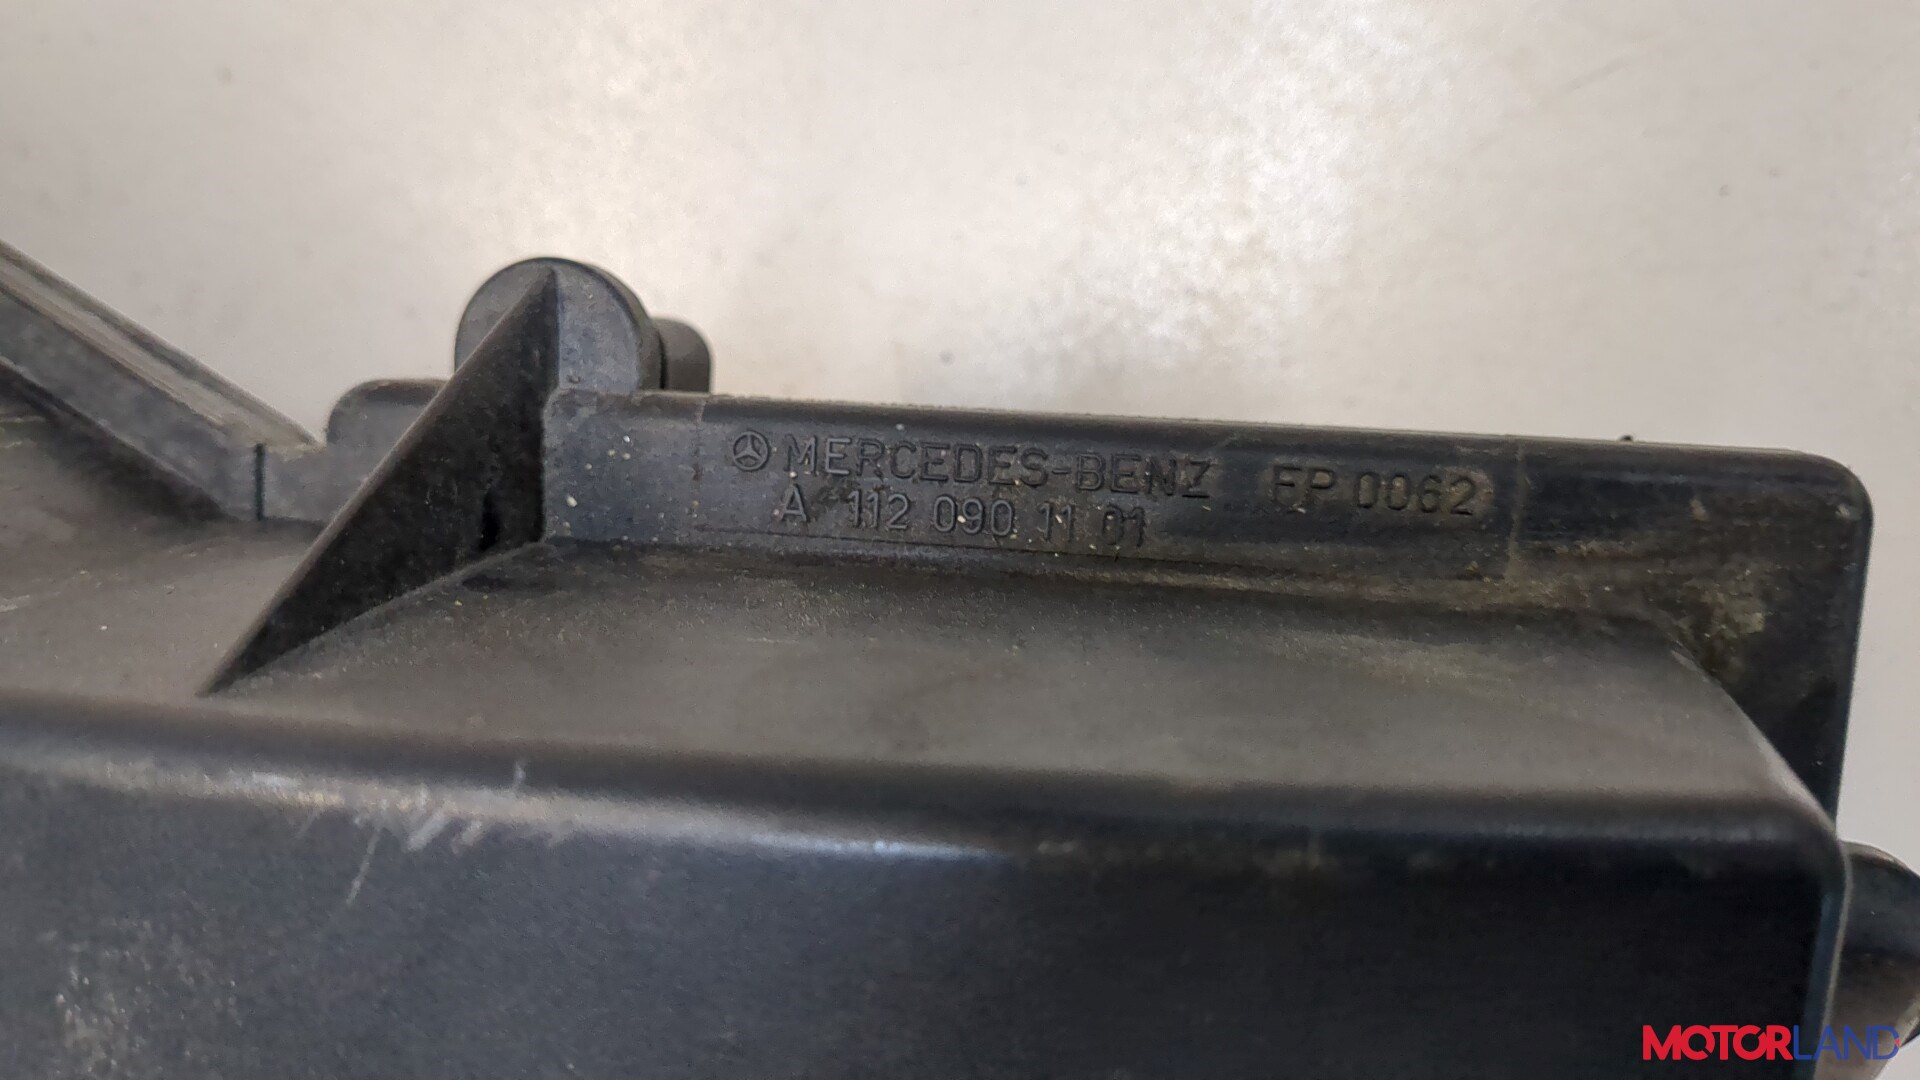 MERCEDES-BENZ FP 0062
A 112 090 11 01
MOTORLAND